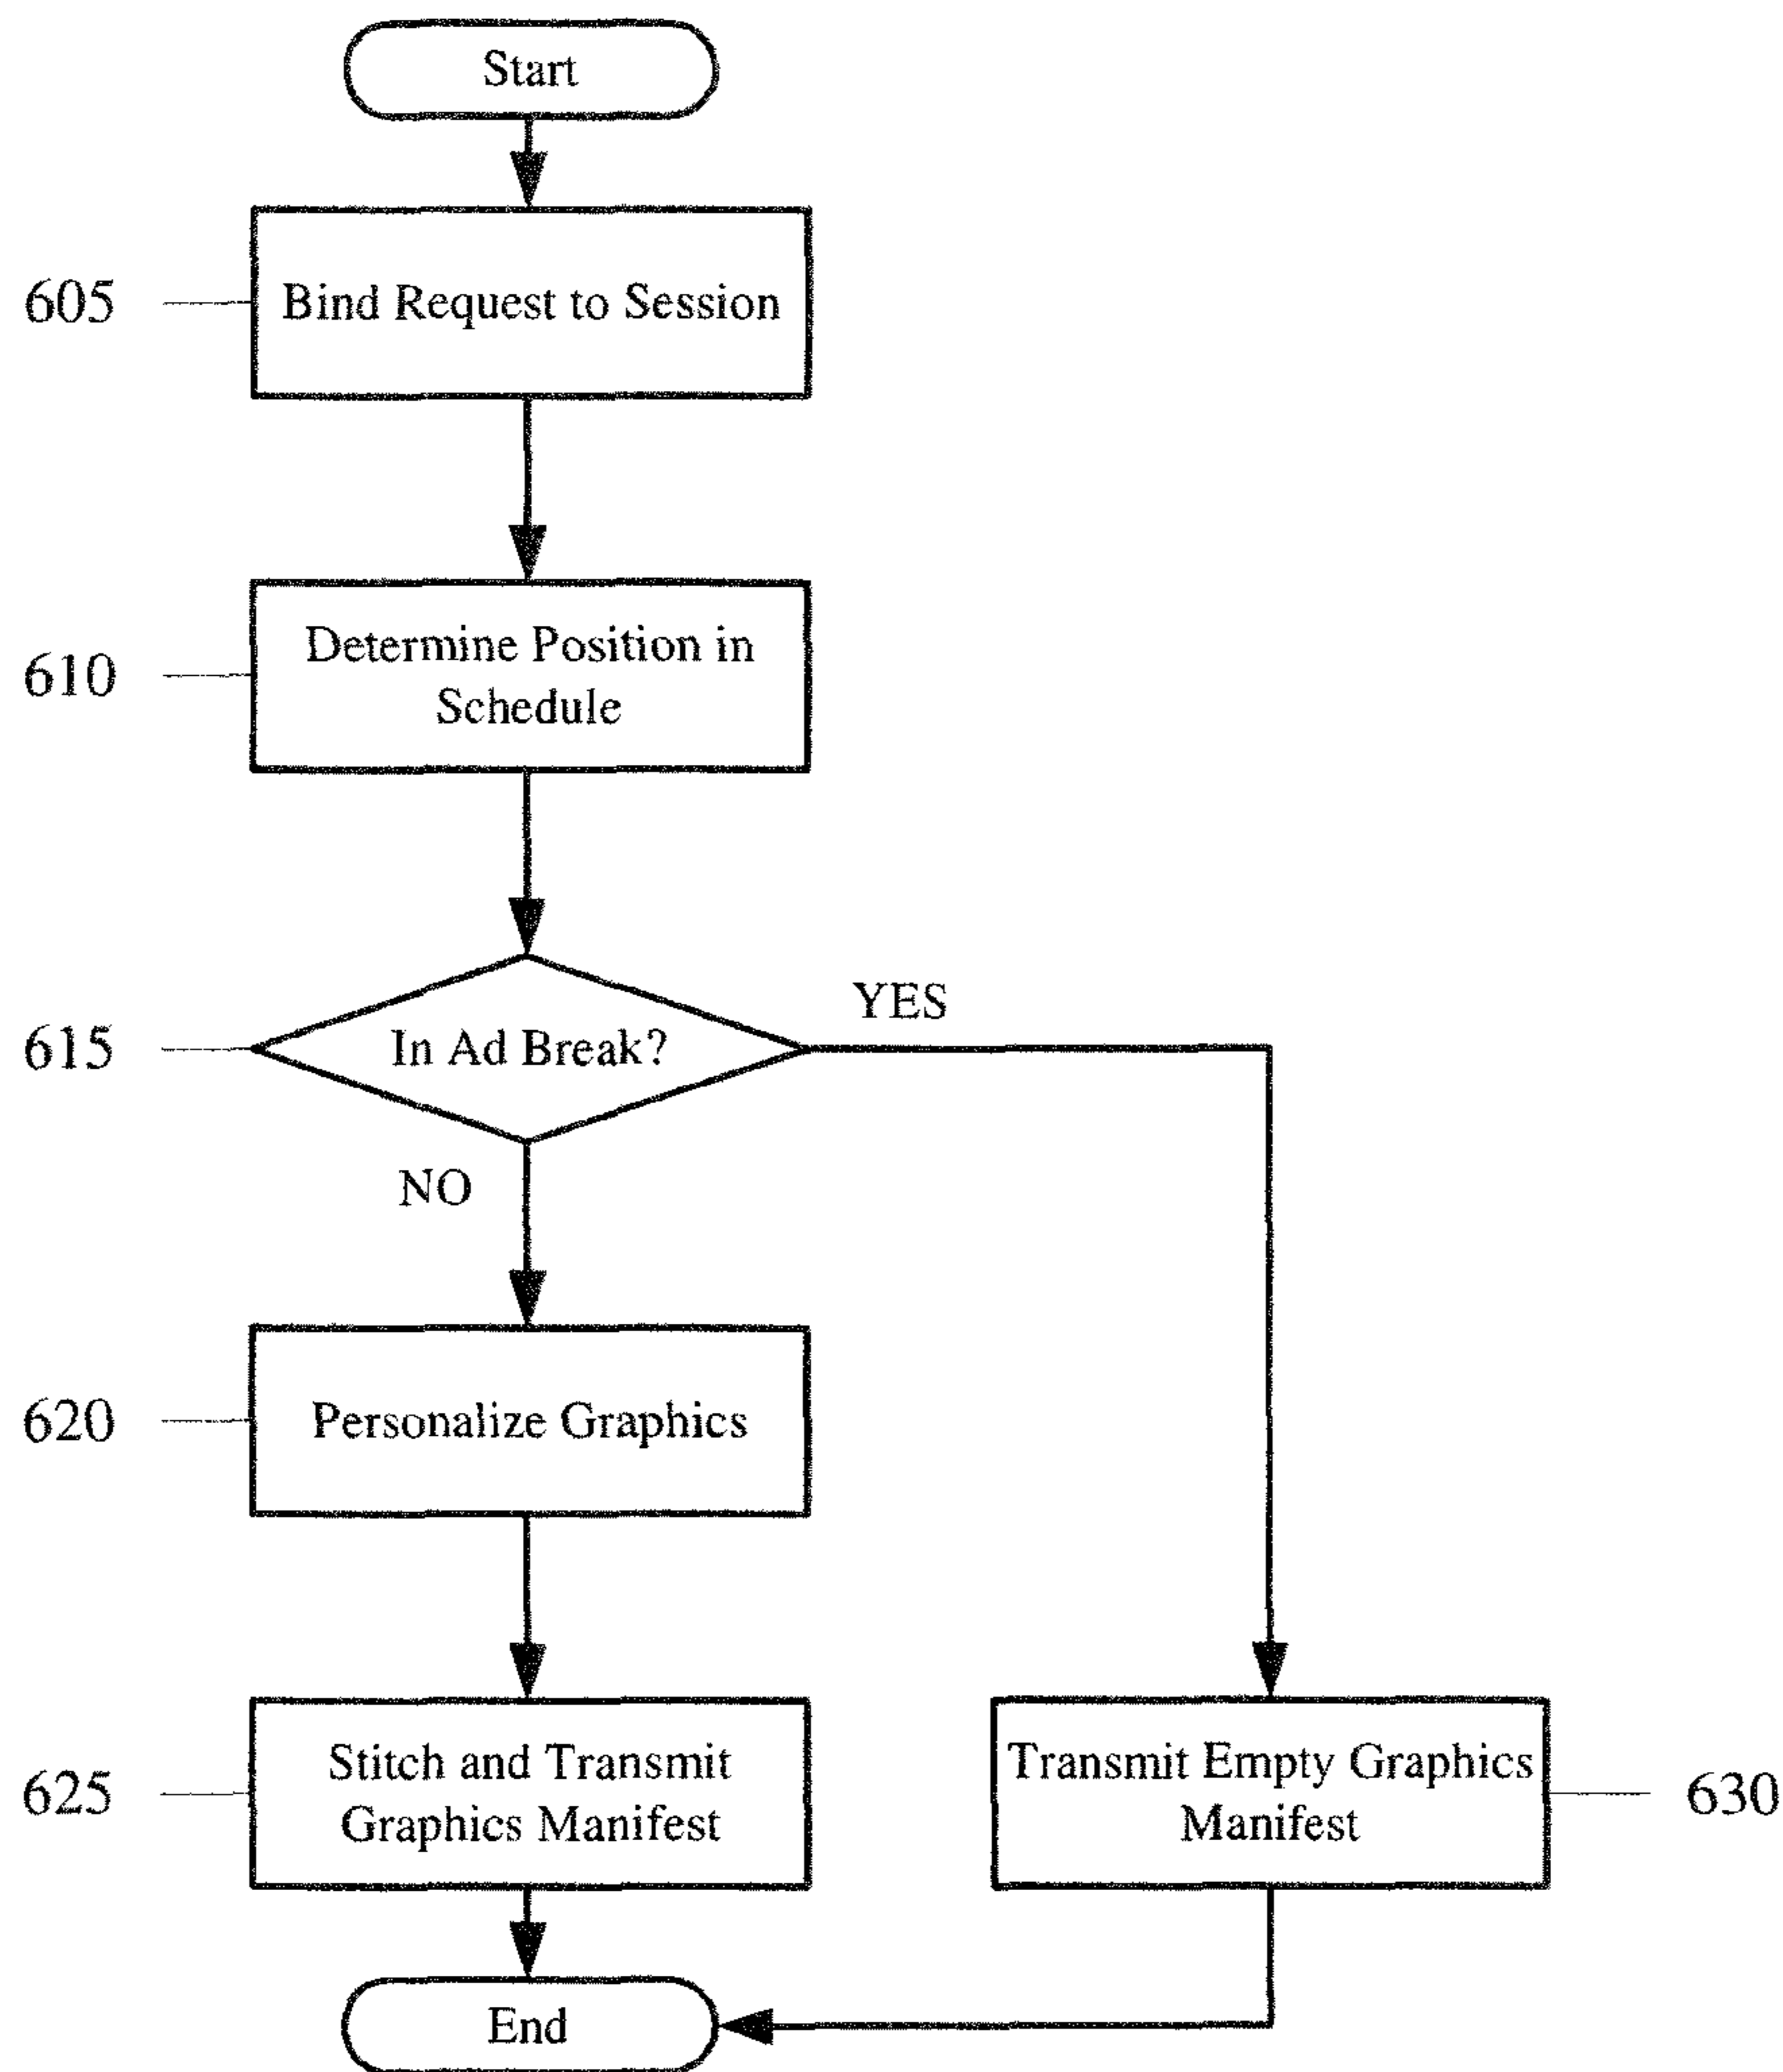 Start
605
Bind Request to Session
610
Determine Position in
Schedule
615
In Ad Break?
YES
NO
620
Personalize Graphics
625
Stitch and Transmit
Graphics Manifest
Transmit Empty Graphics
Manifest
630
End